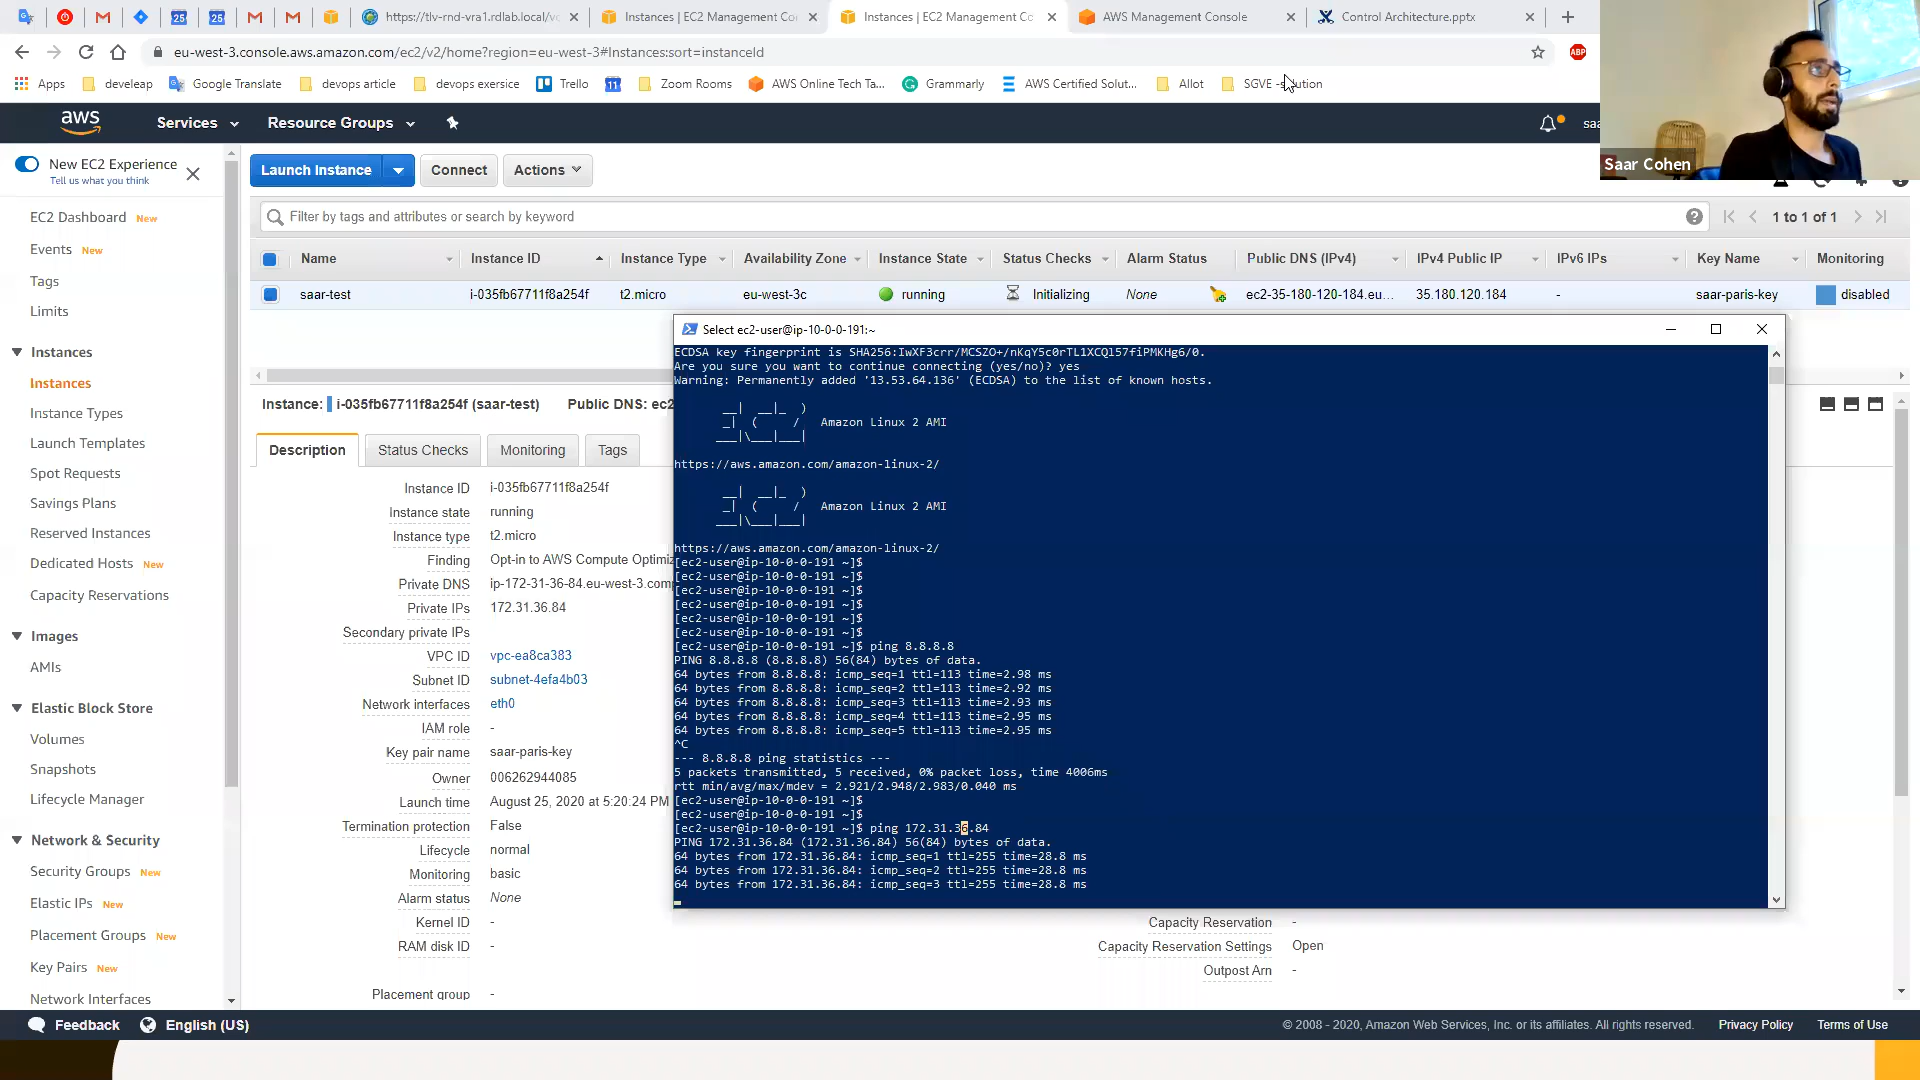 https://tlv-rnd-vra1.rdlab.local/vc
Instances | EC2 Management Co
Instances | EC2 Management Co
AWS Management Console
Control Architecture.pptx
eu-west-3.console.aws.amazon.com/ec2/v2/home?region=eu-west-3#Instances:sort=instanceId
ABP
Apps
develeap
Google Translate
devops article
devops exersice
Trello
11
Zoom Rooms
AWS Online Tech Ta...
Grammarly
AWS Certified Solut...
Allot
SGVE -solution
aws
Services
Resource Groups
saa
Saar Cohen
New EC2 Experience
Tell us what you think
Launch Instance
Connect
Actions
Filter by tags and attributes or search by keyword
1 to 1 of 1
Name
Instance ID
Instance Type
Availability Zone
Instance State
Status Checks
Alarm Status
Public DNS (IPv4)
IPv4 Public IP
IPv6 IPs
Key Name
Monitoring
saar-test
i-035fb67711f8a254f
t2.micro
eu-west-3c
running
Initializing
None
ec2-35-180-120-184.eu...
35.180.120.184
-
saar-paris-key
disabled
EC2 Dashboard New
Events New
Tags
Limits
Instances
Instances
Instance Types
Launch Templates
Spot Requests
Savings Plans
Reserved Instances
Dedicated Hosts New
Capacity Reservations
Images
AMIs
Elastic Block Store
Volumes
Snapshots
Lifecycle Manager
Network & Security
Security Groups New
Elastic IPs New
Placement Groups New
Key Pairs New
Network Interfaces
Instance: i-035fb67711f8a254f (saar-test) Public DNS: ec2
Description
Status Checks
Monitoring
Tags
Instance ID i-035fb67711f8a254f
Instance state running
Instance type t2.micro
Finding Opt-in to AWS Compute Optimiz
Private DNS ip-172-31-36-84.eu-west-3.com
Private IPs 172.31.36.84
Secondary private IPs
VPC ID vpc-ea8ca383
Subnet ID subnet-4efa4b03
Network interfaces eth0
IAM role -
Key pair name saar-paris-key
Owner 006262944085
Launch time August 25, 2020 at 5:20:24 PM
Termination protection False
Lifecycle normal
Monitoring basic
Alarm status None
Kernel ID -
RAM disk ID -
Placement group -
Capacity Reservation -
Capacity Reservation Settings Open
Outpost Arn -
Select ec2-user@ip-10-0-0-191:~
ECDSA key fingerprint is SHA256:IwXF3crr/MCSZO+/nKqY5c0rTL1XCQl57fiPMKHg6/0.
Are you sure you want to continue connecting (yes/no)? yes
Warning: Permanently added '13.53.64.136' (ECDSA) to the list of known hosts.
__| __|_ )
_| ( / Amazon Linux 2 AMI
___|\___|___|
https://aws.amazon.com/amazon-linux-2/
__| __|_ )
_| ( / Amazon Linux 2 AMI
___|\___|___|
https://aws.amazon.com/amazon-linux-2/
[ec2-user@ip-10-0-0-191 ~]$
[ec2-user@ip-10-0-0-191 ~]$
[ec2-user@ip-10-0-0-191 ~]$
[ec2-user@ip-10-0-0-191 ~]$
[ec2-user@ip-10-0-0-191 ~]$
[ec2-user@ip-10-0-0-191 ~]$
[ec2-user@ip-10-0-0-191 ~]$ ping 8.8.8.8
PING 8.8.8.8 (8.8.8.8) 56(84) bytes of data.
64 bytes from 8.8.8.8: icmp_seq=1 ttl=113 time=2.98 ms
64 bytes from 8.8.8.8: icmp_seq=2 ttl=113 time=2.92 ms
64 bytes from 8.8.8.8: icmp_seq=3 ttl=113 time=2.93 ms
64 bytes from 8.8.8.8: icmp_seq=4 ttl=113 time=2.95 ms
64 bytes from 8.8.8.8: icmp_seq=5 ttl=113 time=2.95 ms
^C
--- 8.8.8.8 ping statistics ---
5 packets transmitted, 5 received, 0% packet loss, time 4006ms
rtt min/avg/max/mdev = 2.921/2.948/2.983/0.040 ms
[ec2-user@ip-10-0-0-191 ~]$
[ec2-user@ip-10-0-0-191 ~]$
[ec2-user@ip-10-0-0-191 ~]$ ping 172.31.36.84
PING 172.31.36.84 (172.31.36.84) 56(84) bytes of data.
64 bytes from 172.31.36.84: icmp_seq=1 ttl=255 time=28.8 ms
64 bytes from 172.31.36.84: icmp_seq=2 ttl=255 time=28.8 ms
64 bytes from 172.31.36.84: icmp_seq=3 ttl=255 time=28.8 ms
Feedback
English (US)
© 2008 - 2020, Amazon Web Services, Inc. or its affiliates. All rights reserved.
Privacy Policy
Terms of Use